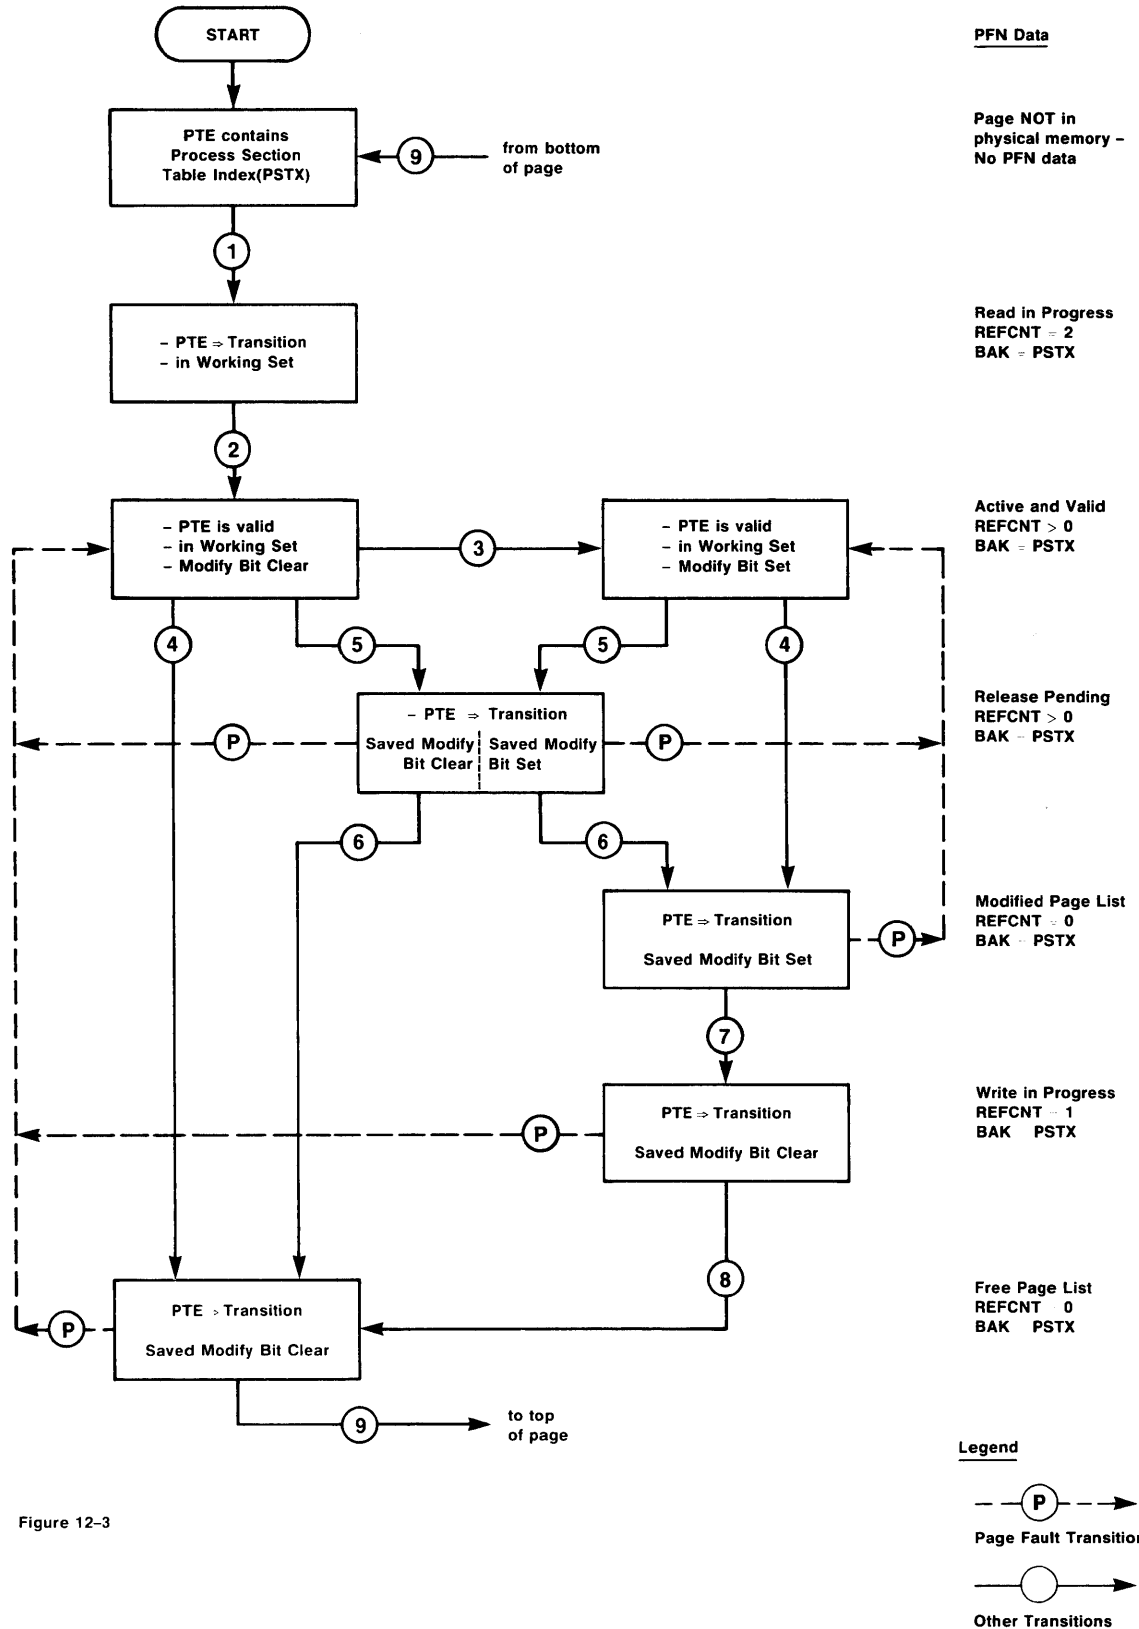 START
PFN Data
PTE contains
Process Section
Table Index(PSTX)
9
from bottom
of page
Page NOT in
physical memory –
No PFN data
1
– PTE ⇒ Transition
– in Working Set
Read in Progress
REFCNT = 2
BAK = PSTX
2
– PTE is valid
– in Working Set
– Modify Bit Clear
3
– PTE is valid
– in Working Set
– Modify Bit Set
Active and Valid
REFCNT > 0
BAK = PSTX
4
5
5
4
– PTE ⇒ Transition
Saved Modify
Bit Clear
Saved Modify
Bit Set
P
P
Release Pending
REFCNT > 0
BAK – PSTX
6
6
PTE ⇒ Transition
Saved Modify Bit Set
P
Modified Page List
REFCNT = 0
BAK – PSTX
7
PTE ⇒ Transition
Saved Modify Bit Clear
P
Write in Progress
REFCNT – 1
BAK PSTX
8
PTE > Transition
Saved Modify Bit Clear
P
Free Page List
REFCNT 0
BAK PSTX
9
to top
of page
Legend
P
Page Fault Transition
Other Transitions
Figure 12–3